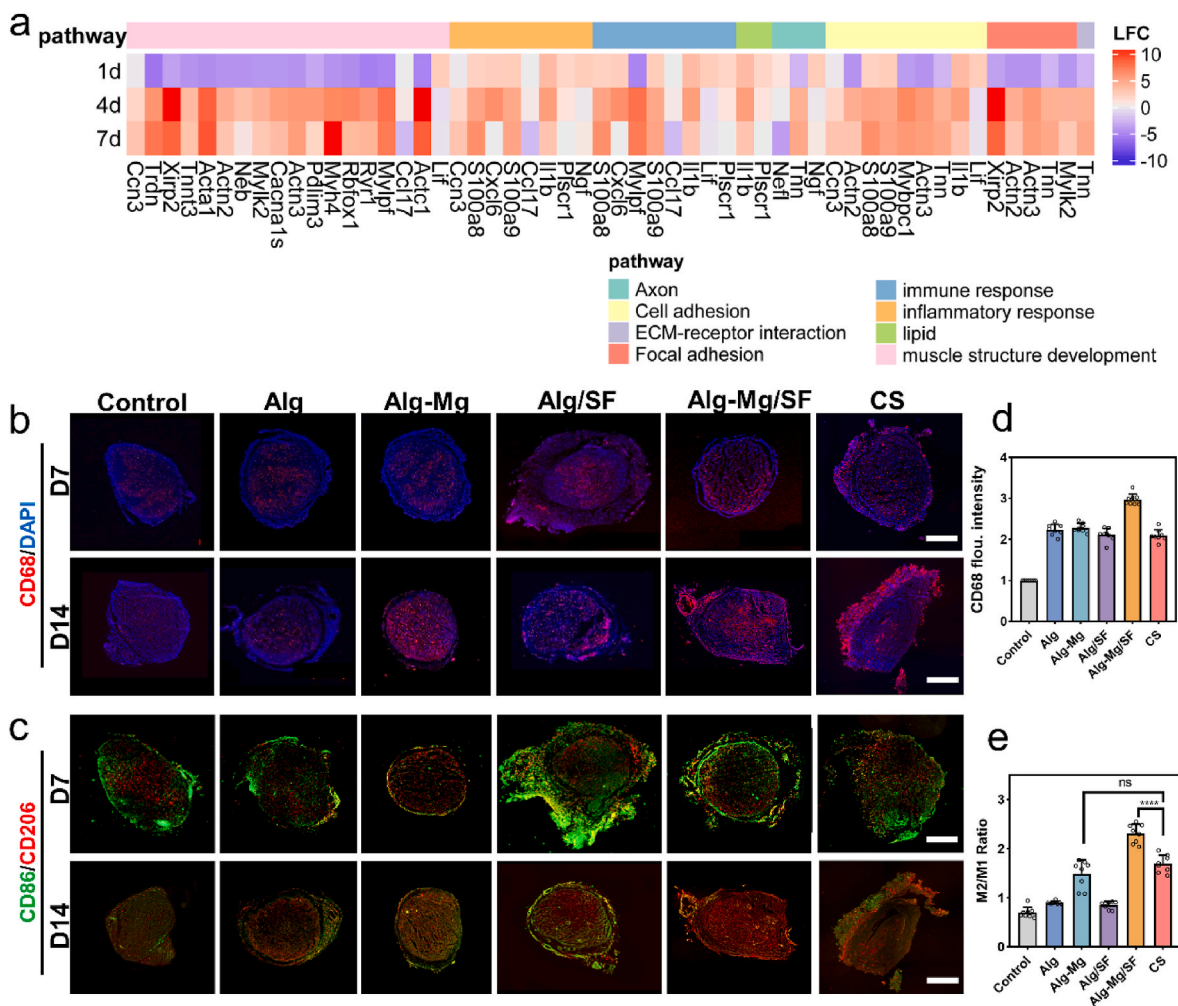 a
pathway
LFC
1d
4d
7d
10
5
0
-5
-10
Ccn3
Trdn
Xirp2
Tnnt3
Acta1
Actn2
Neb
Mylk2
Cacna1s
Actn3
Pdlim3
Myh4
Rbfox1
Ryr1
Mylpf
Ccl17
Actc1
Lif
Ccn3
S100a8
Cxcl6
S100a9
Ccl17
Il1b
Plscr1
Ngf
S100a8
Cxcl6
Mylpf
S100a9
Ccl17
Il1b
Lif
Plscr1
Il1b
Plscr1
Nefl
Tnn
Ngf
Ccn3
Actn2
S100a8
S100a9
Mybpc1
Actn3
Tnn
Il1b
Lif
Xirp2
Actn2
Actn3
Tnn
Mylk2
Tnn
pathway
Axon
Cell adhesion
ECM-receptor interaction
Focal adhesion
immune response
inflammatory response
lipid
muscle structure development
b
Control Alg Alg-Mg Alg/SF Alg-Mg/SF CS
CD68/DAPI
D7
D14
c
CD86/CD206
D7
D14
d
CD68 flou. intensity
4
3
2
1
0
Control
Alg
Alg-Mg
Alg/SF
Alg-Mg/SF
CS
e
M2/M1 Ratio
3
2
1
0
ns
****
Control
Alg
Alg-Mg
Alg/SF
Alg-Mg/SF
CS